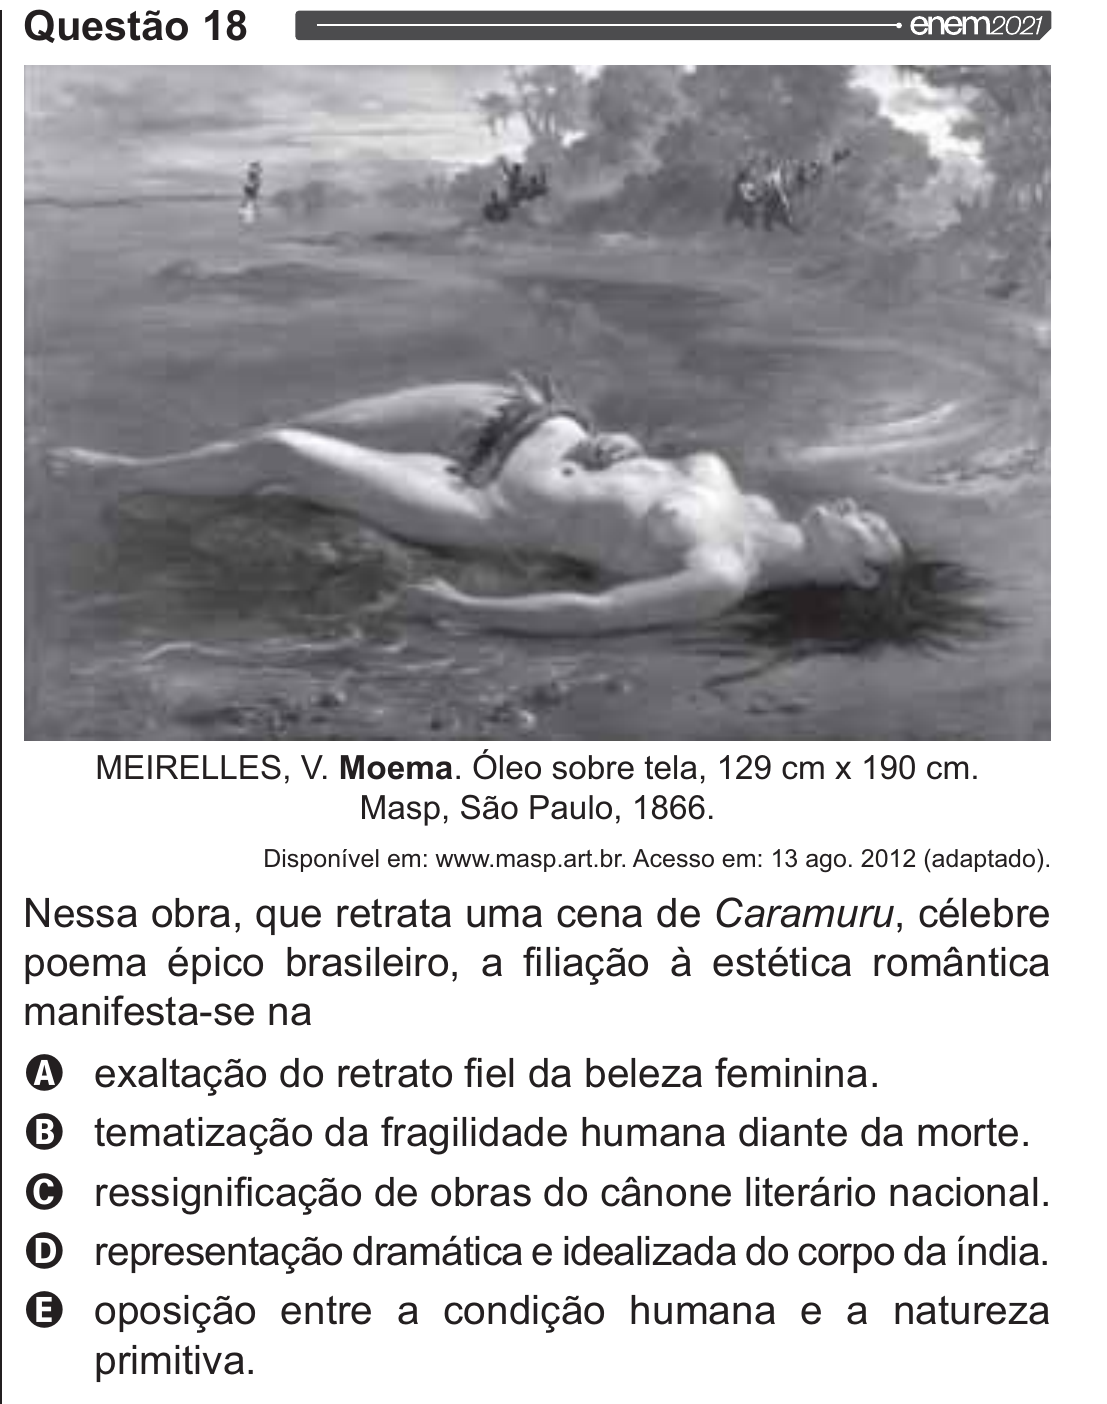 Questão 18
enem2021
MEIRELLES, V. Moema. Óleo sobre tela, 129 cm x 190 cm.
Masp, São Paulo, 1866.
Disponível em: www.masp.art.br. Acesso em: 13 ago. 2012 (adaptado).
Nessa obra, que retrata uma cena de Caramuru, célebre
poema épico brasileiro, a filiação à estética romântica
manifesta-se na
A exaltação do retrato fiel da beleza feminina.
B tematização da fragilidade humana diante da morte.
C ressignificação de obras do cânone literário nacional.
D representação dramática e idealizada do corpo da índia.
E oposição entre a condição humana e a natureza
primitiva.